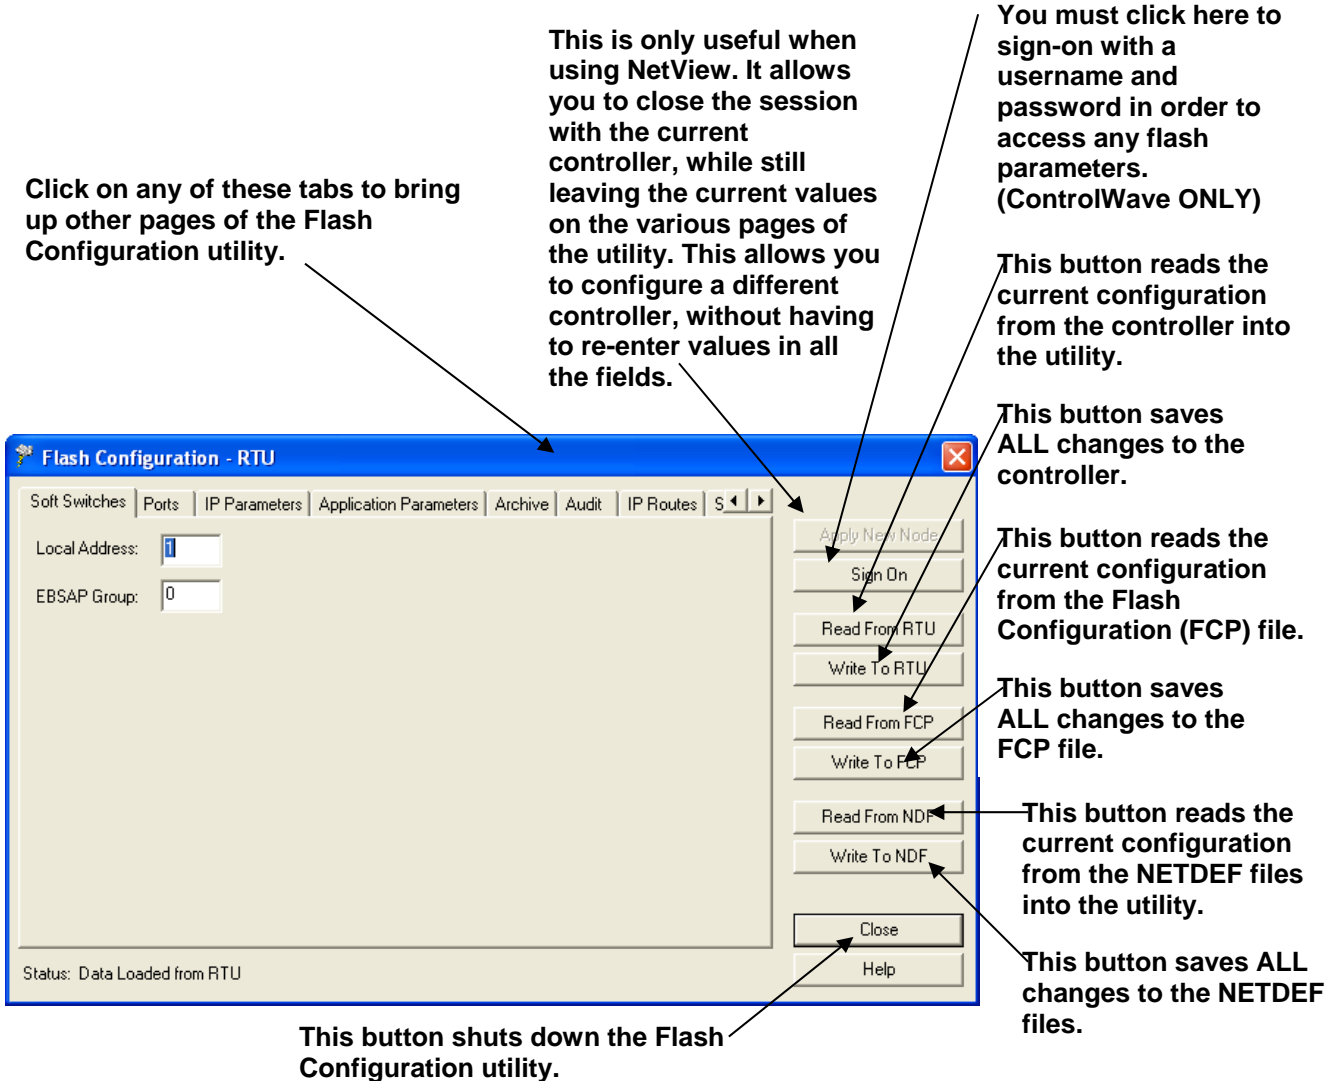 You must click here to
sign-on with a
username and
password in order to
access any flash
parameters.
(ControlWave ONLY)
This is only useful when
using NetView. It allows
you to close the session
with the current
controller, while still
leaving the current values
on the various pages of
the utility. This allows you
to configure a different
controller, without having
to re-enter values in all
the fields.
Click on any of these tabs to bring
up other pages of the Flash
Configuration utility.
This button reads the
current configuration
from the controller into
the utility.
This button saves
ALL changes to the
controller.
This button reads the
current configuration
from the Flash
Configuration (FCP) file.
This button saves
ALL changes to the
FCP file.
This button reads the
current configuration
from the NETDEF files
into the utility.
This button saves ALL
changes to the NETDEF
files.
Flash Configuration - RTU
Soft Switches Ports IP Parameters Application Parameters Archive Audit IP Routes S
Local Address: 1
EBSAP Group: 0
Apply New Node
Sign On
Read From RTU
Write To RTU
Read From FCP
Write To FCP
Read From NDF
Write To NDF
Close
Help
Status: Data Loaded from RTU
This button shuts down the Flash
Configuration utility.